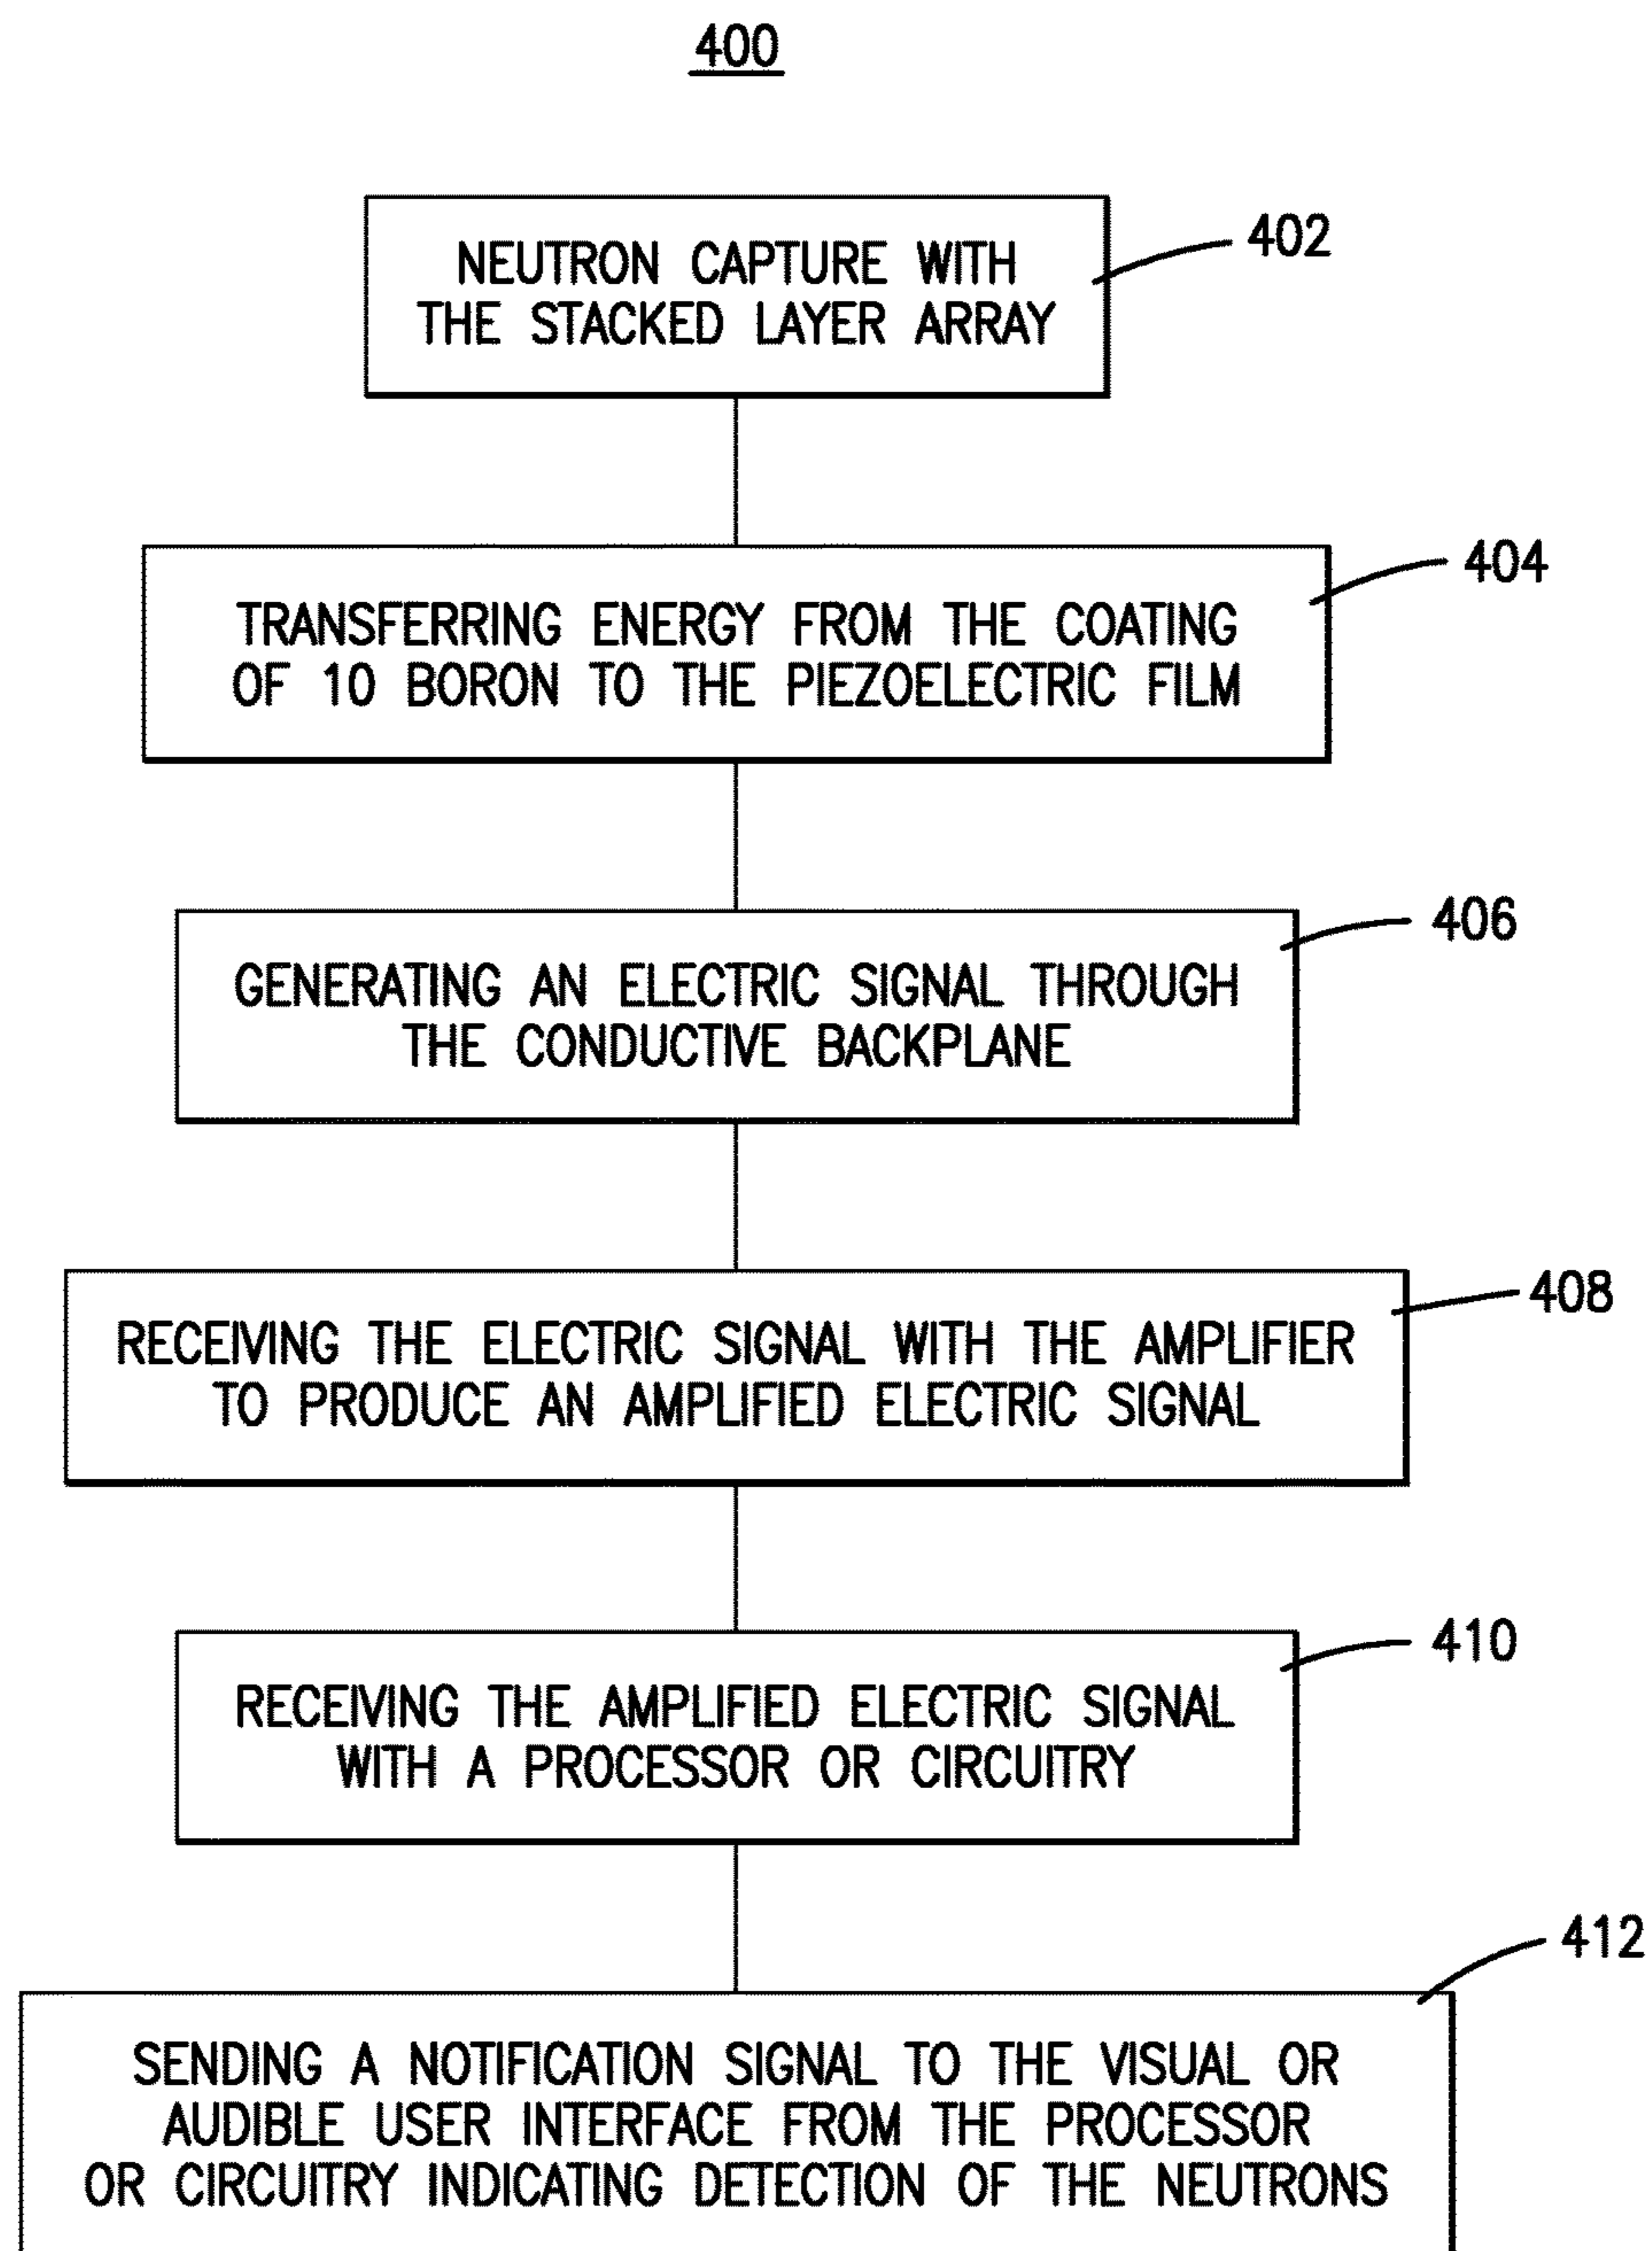 400
NEUTRON CAPTURE WITH
THE STACKED LAYER ARRAY
402
TRANSFERRING ENERGY FROM THE COATING
OF 10 BORON TO THE PIEZOELECTRIC FILM
404
GENERATING AN ELECTRIC SIGNAL THROUGH
THE CONDUCTIVE BACKPLANE
406
RECEIVING THE ELECTRIC SIGNAL WITH THE AMPLIFIER
TO PRODUCE AN AMPLIFIED ELECTRIC SIGNAL
408
RECEIVING THE AMPLIFIED ELECTRIC SIGNAL
WITH A PROCESSOR OR CIRCUITRY
410
SENDING A NOTIFICATION SIGNAL TO THE VISUAL OR
AUDIBLE USER INTERFACE FROM THE PROCESSOR
OR CIRCUITRY INDICATING DETECTION OF THE NEUTRONS
412